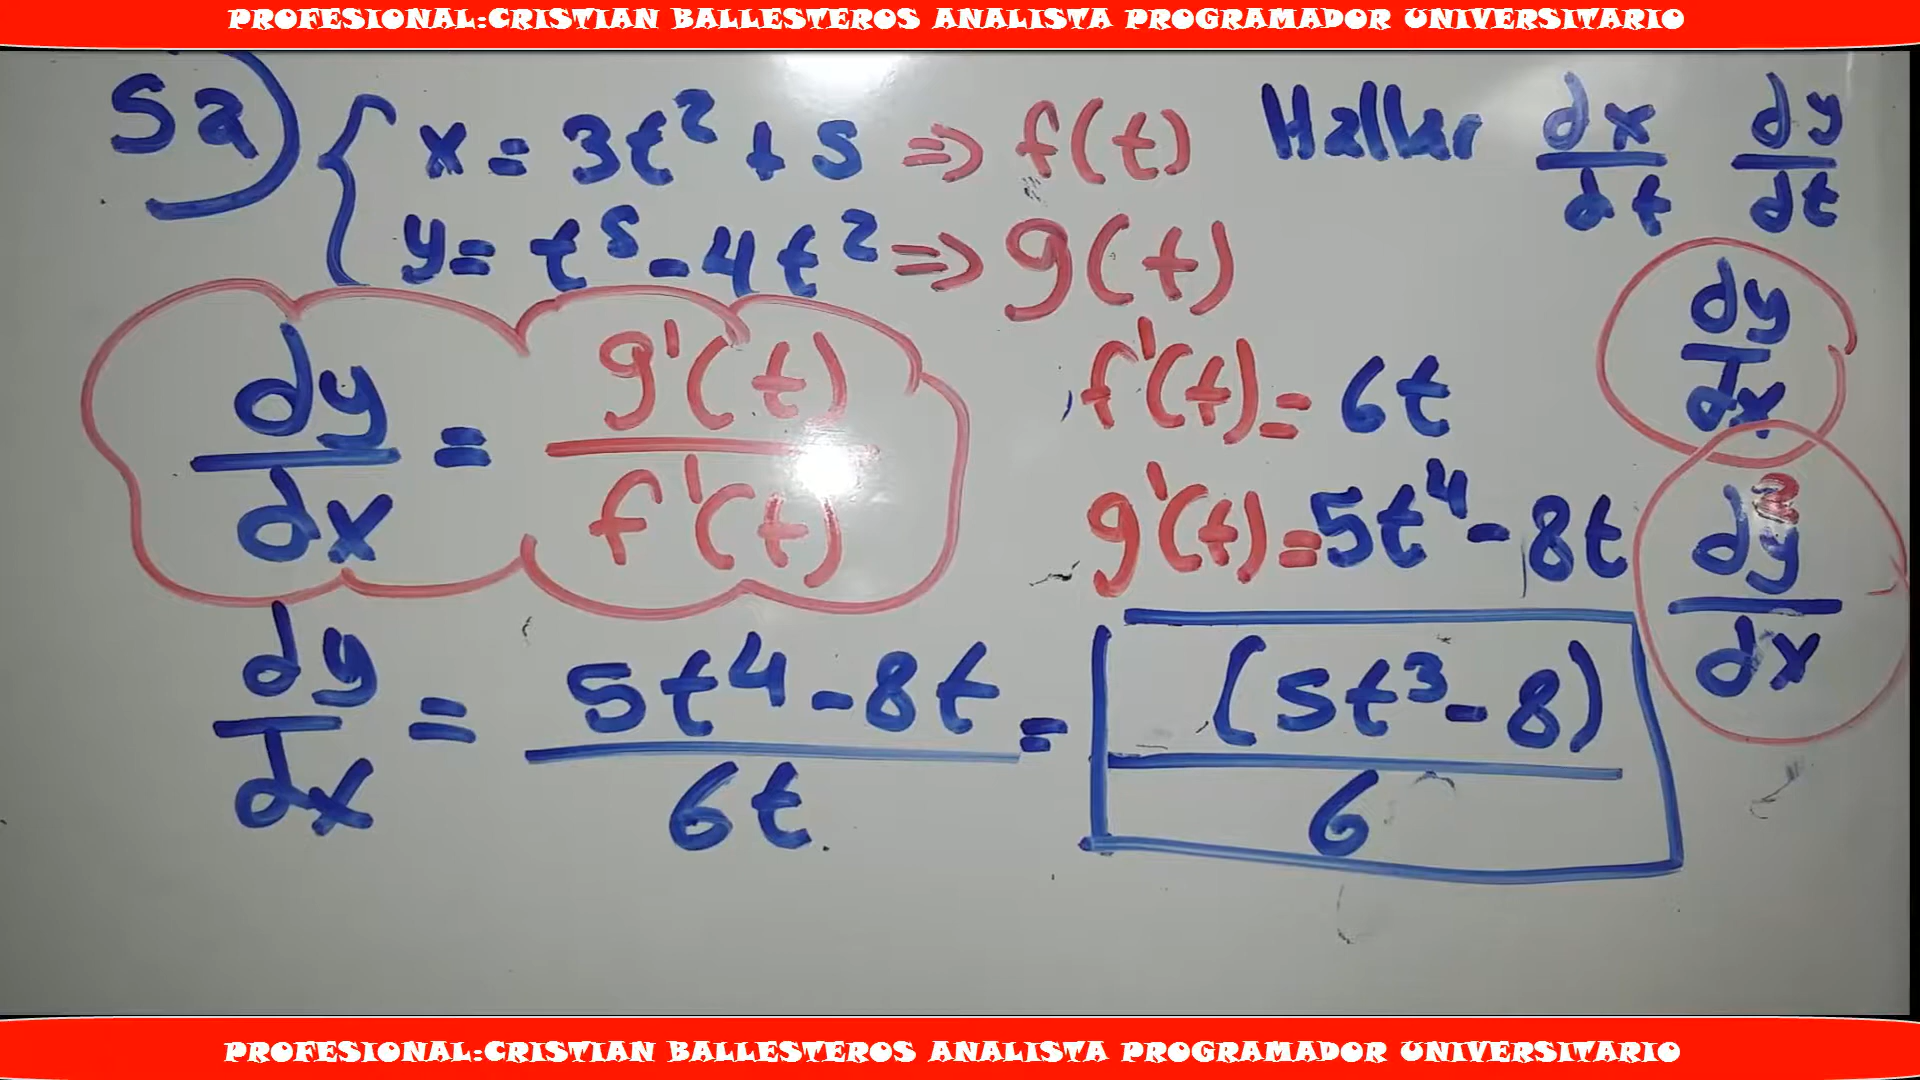 PROFESIONAL:CRISTIAN BALLESTEROS ANALISTA PROGRAMADOR UNIVERSITARIO
5a) { x = 3t² + 5 => f(t) Hallar dx/dt dy/dt
y = t⁵ - 4t² => g(t)
dy/dx
dy/dx = g'(t)/f'(t)
f'(t) = 6t
g'(t) = 5t⁴ - 8t
d²y/dx
dy/dx = 5t⁴ - 8t / 6t = (5t³ - 8) / 6
PROFESIONAL:CRISTIAN BALLESTEROS ANALISTA PROGRAMADOR UNIVERSITARIO